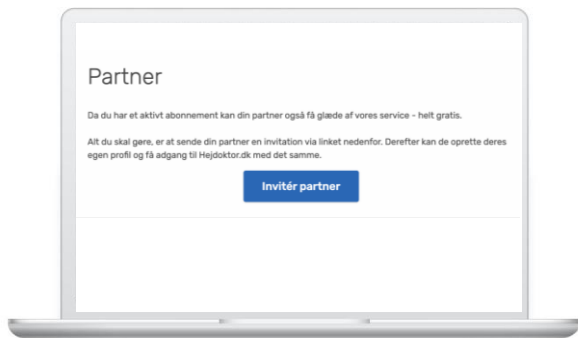 Partner
Da du har et aktivt abonnement kan din partner også få glæde af vores service - helt gratis.
Alt du skal gøre, er at sende din partner en invitation via linket nedenfor. Derefter kan de oprette deres
egen profil og få adgang til Hejdoktor.dk med det samme.
Invitér partner